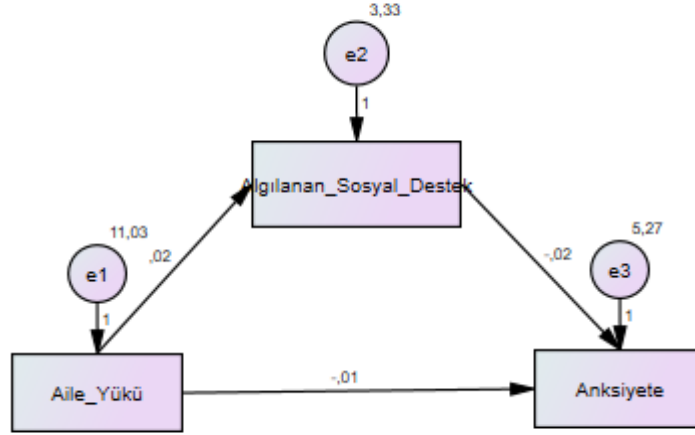 3,33
e2
1
Algılanan_Sosyal_Destek
11,03
e1
1
,02
-,02
5,27
e3
1
Aile_Yükü
-,01
Anksiyete